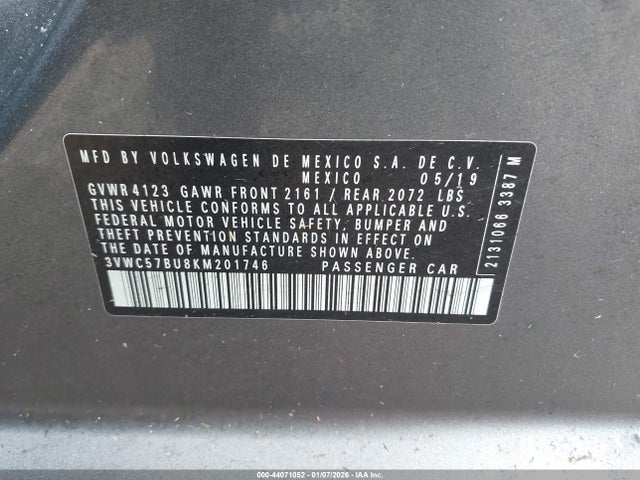 MFD BY VOLKSWAGEN DE MEXICO S.A. DE C.V.
MEXICO 05/19
GVWR 4123 GAWR FRONT 2161 / REAR 2072 LBS
THIS VEHICLE CONFORMS TO ALL APPLICABLE U.S.
FEDERAL MOTOR VEHICLE SAFETY, BUMPER AND
THEFT PREVENTION STANDARDS IN EFFECT ON
THE DATE OF MANUFACTURE SHOWN ABOVE.
3VWC57BU8KM201746 PASSENGER CAR
2131066 3387 M
000-44071052 - 01/07/2026 - IAA Inc.